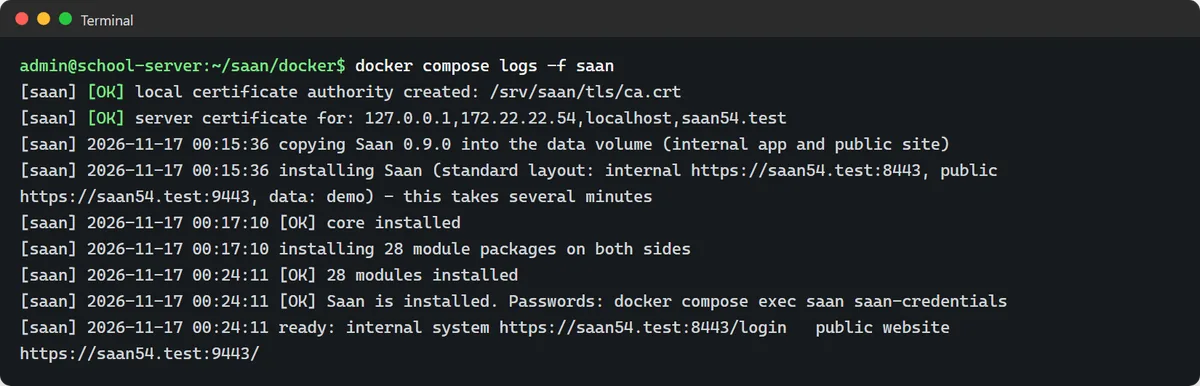 Terminal
admin@school-server:~/saan/docker$ docker compose logs -f saan
[saan] [OK] local certificate authority created: /srv/saan/tls/ca.crt
[saan] [OK] server certificate for: 127.0.0.1,172.22.22.54,localhost,saan54.test
[saan] 2026-11-17 00:15:36 copying Saan 0.9.0 into the data volume (internal app and public site)
[saan] 2026-11-17 00:15:36 installing Saan (standard layout: internal https://saan54.test:8443, public
https://saan54.test:9443, data: demo) - this takes several minutes
[saan] 2026-11-17 00:17:10 [OK] core installed
[saan] 2026-11-17 00:17:10 installing 28 module packages on both sides
[saan] 2026-11-17 00:24:11 [OK] 28 modules installed
[saan] 2026-11-17 00:24:11 [OK] Saan is installed. Passwords: docker compose exec saan saan-credentials
[saan] 2026-11-17 00:24:11 ready: internal system https://saan54.test:8443/login   public website
https://saan54.test:9443/